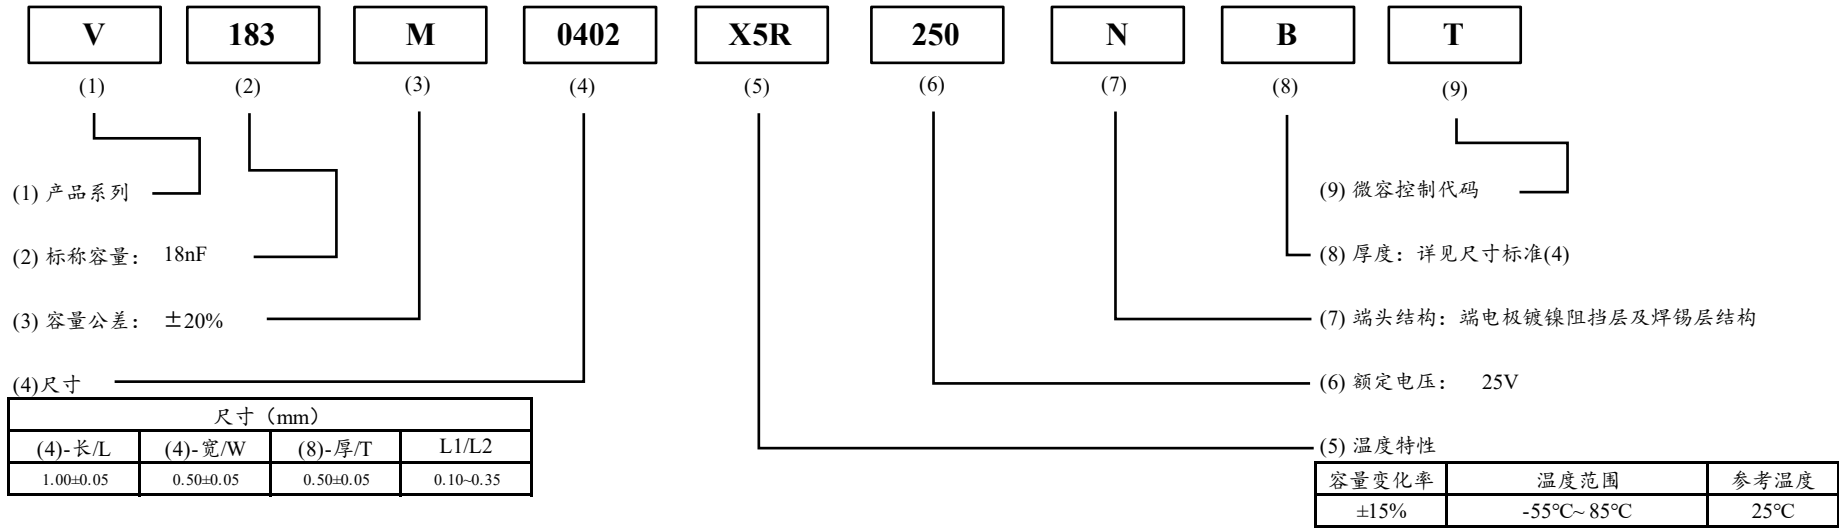 V 183 M 0402 X5R 250 N B T
(1) (2) (3) (4) (5) (6) (7) (8) (9)
(1) 产品系列
(9) 微容控制代码
(2) 标称容量： 18nF
(8) 厚度：详见尺寸标准(4)
(3) 容量公差： ±20%
(7) 端头结构：端电极镀镍阻挡层及焊锡层结构
(4)尺寸
(6) 额定电压： 25V
尺寸（mm）
(4)-长/L (4)-宽/W (8)-厚/T L1/L2
1.00±0.05 0.50±0.05 0.50±0.05 0.10~0.35
(5) 温度特性
容量变化率 温度范围 参考温度
±15% -55℃~ 85℃ 25℃